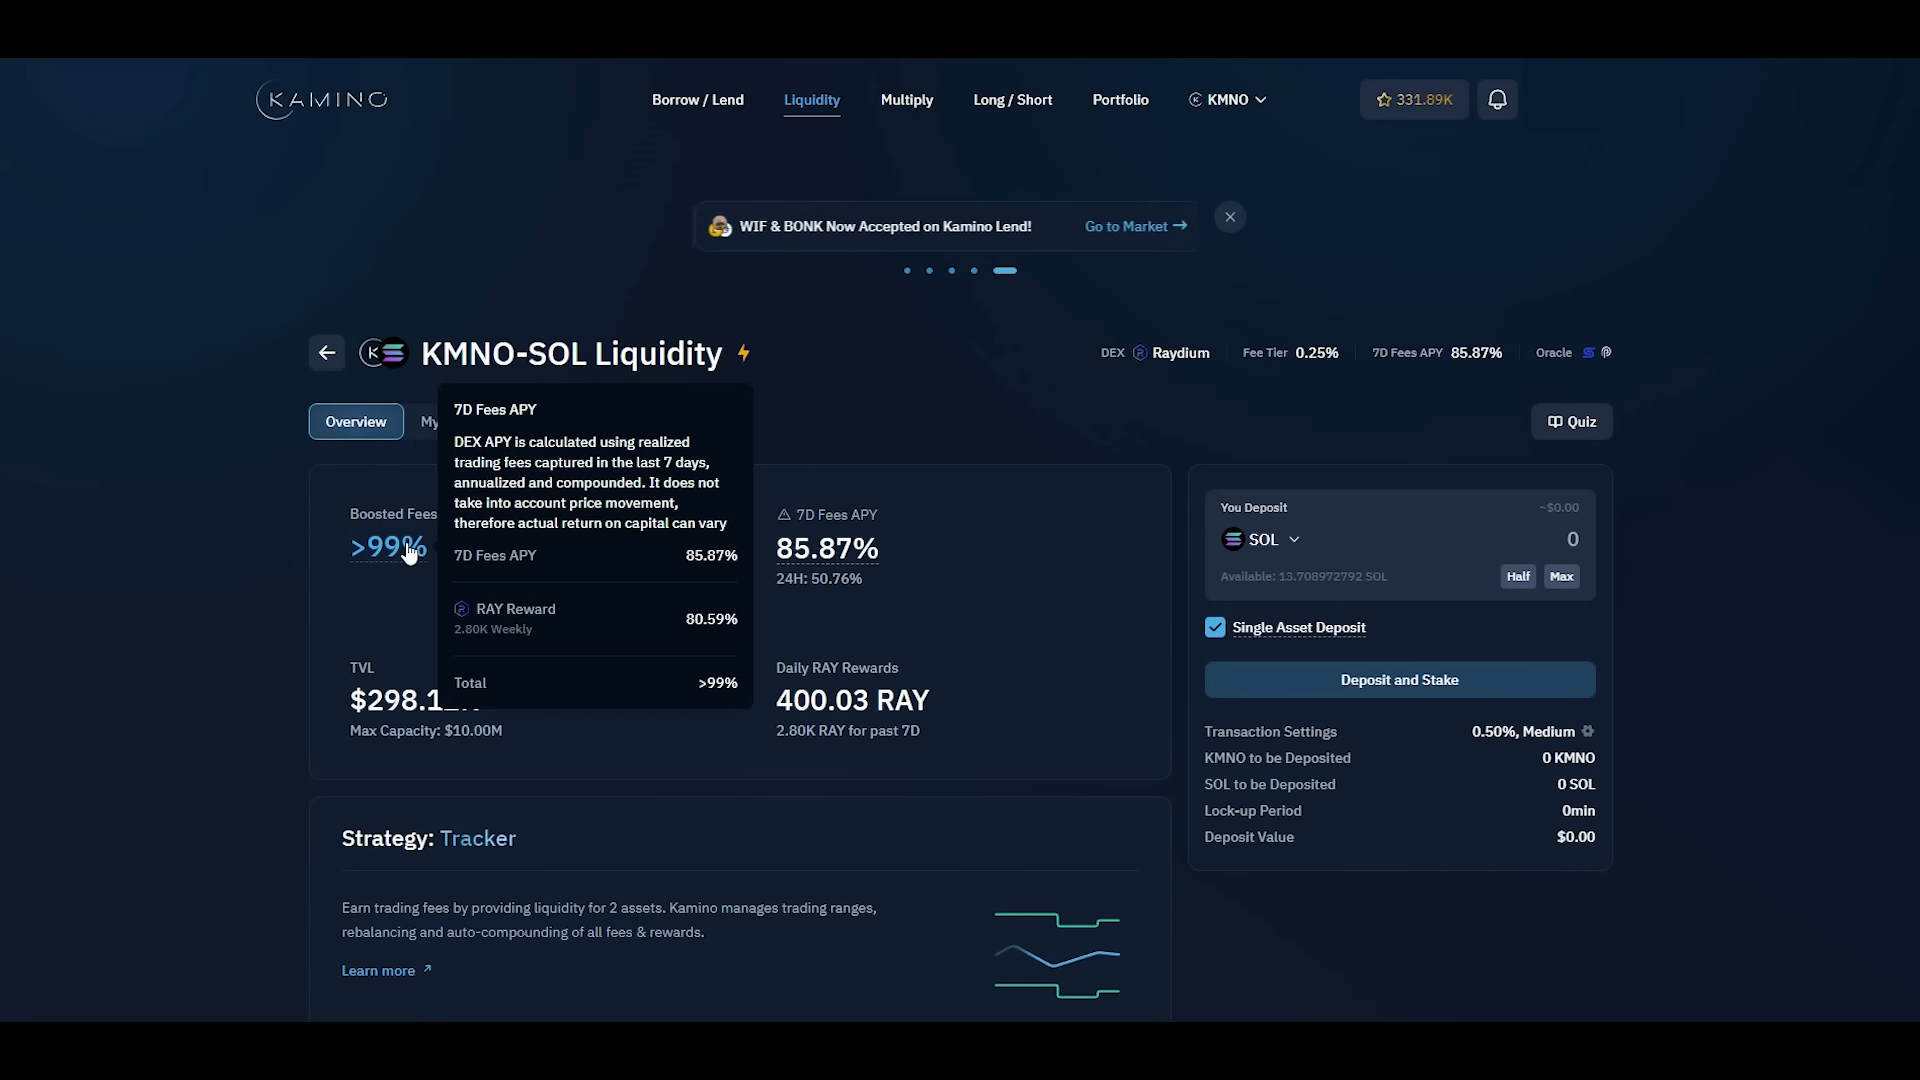 KAMINO
Borrow / Lend
Liquidity
Multiply
Long / Short
Portfolio
KMNO
331.89K
WIF & BONK Now Accepted on Kamino Lend!
Go to Market →
KMNO-SOL Liquidity
DEX Raydium
Fee Tier 0.25%
7D Fees APY 85.87%
Oracle
Overview
My
Quiz
7D Fees APY
DEX APY is calculated using realized
trading fees captured in the last 7 days,
annualized and compounded. It does not
take into account price movement,
therefore actual return on capital can vary
7D Fees APY 85.87%
RAY Reward 80.59%
2.80K Weekly
Total >99%
Boosted Fees
>99%
7D Fees APY
85.87%
24H: 50.76%
TVL
Max Capacity: $10.00M
Daily RAY Rewards
400.03 RAY
2.80K RAY for past 7D
You Deposit ~$0.00
SOL 0
Available: 13.708972792 SOL
Half
Max
Single Asset Deposit
Deposit and Stake
Transaction Settings 0.50%, Medium
KMNO to be Deposited 0 KMNO
SOL to be Deposited 0 SOL
Lock-up Period 0min
Deposit Value $0.00
Strategy: Tracker
Earn trading fees by providing liquidity for 2 assets. Kamino manages trading ranges,
rebalancing and auto-compounding of all fees & rewards.
Learn more